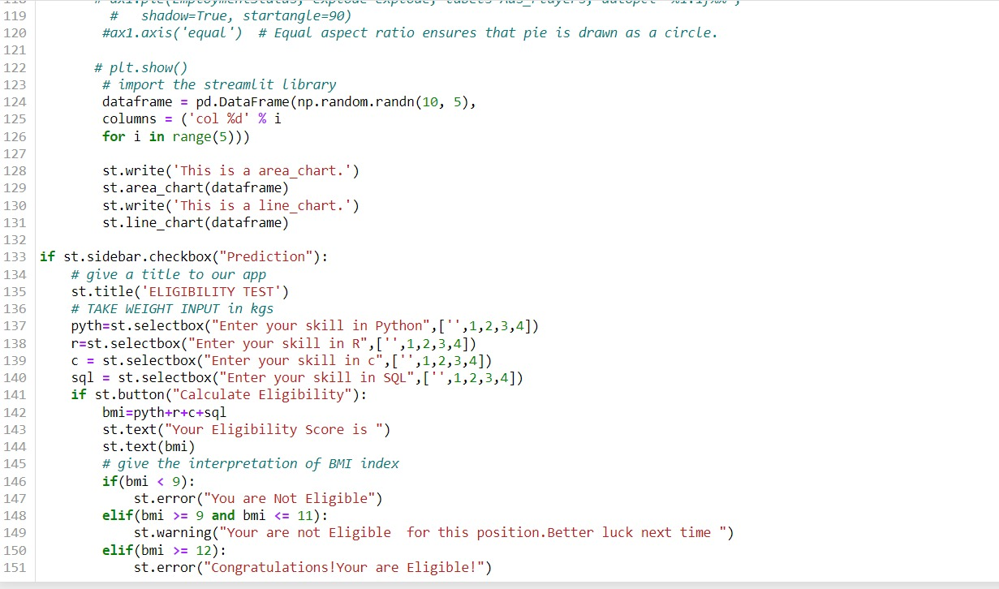 119 #   shadow=True, startangle=90)
120 #ax1.axis('equal')  # Equal aspect ratio ensures that pie is drawn as a circle.
121
122 # plt.show()
123 # import the streamlit library
124 dataframe = pd.DataFrame(np.random.randn(10, 5),
125 columns = ('col %d' % i
126 for i in range(5)))
127
128 st.write('This is a area_chart.')
129 st.area_chart(dataframe)
130 st.write('This is a line_chart.')
131 st.line_chart(dataframe)
132
133 if st.sidebar.checkbox("Prediction"):
134 # give a title to our app
135 st.title('ELIGIBILITY TEST')
136 # TAKE WEIGHT INPUT in kgs
137 pyth=st.selectbox("Enter your skill in Python",['',1,2,3,4])
138 r=st.selectbox("Enter your skill in R",['',1,2,3,4])
139 c = st.selectbox("Enter your skill in c",['',1,2,3,4])
140 sql = st.selectbox("Enter your skill in SQL",['',1,2,3,4])
141 if st.button("Calculate Eligibility"):
142 bmi=pyth+r+c+sql
143 st.text("Your Eligibility Score is ")
144 st.text(bmi)
145 # give the interpretation of BMI index
146 if(bmi < 9):
147 st.error("You are Not Eligible")
148 elif(bmi >= 9 and bmi <= 11):
149 st.warning("Your are not Eligible  for this position.Better luck next time ")
150 elif(bmi >= 12):
151 st.error("Congratulations!Your are Eligible!")